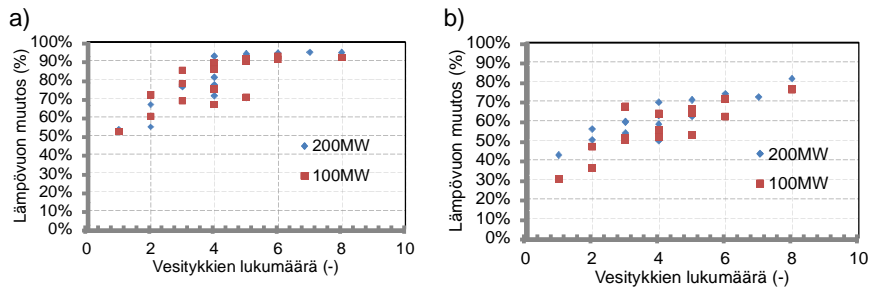 a)
Lämpövuon muutos (%)
100%
90%
80%
70%
60%
50%
40%
30%
20%
10%
0%
200MW
100MW
0 2 4 6 8 10
Vesitykkien lukumäärä (-)
b)
Lämpövuon muutos (%)
100%
90%
80%
70%
60%
50%
40%
30%
20%
10%
0%
200MW
100MW
0 2 4 6 8 10
Vesitykkien lukumäärä (-)